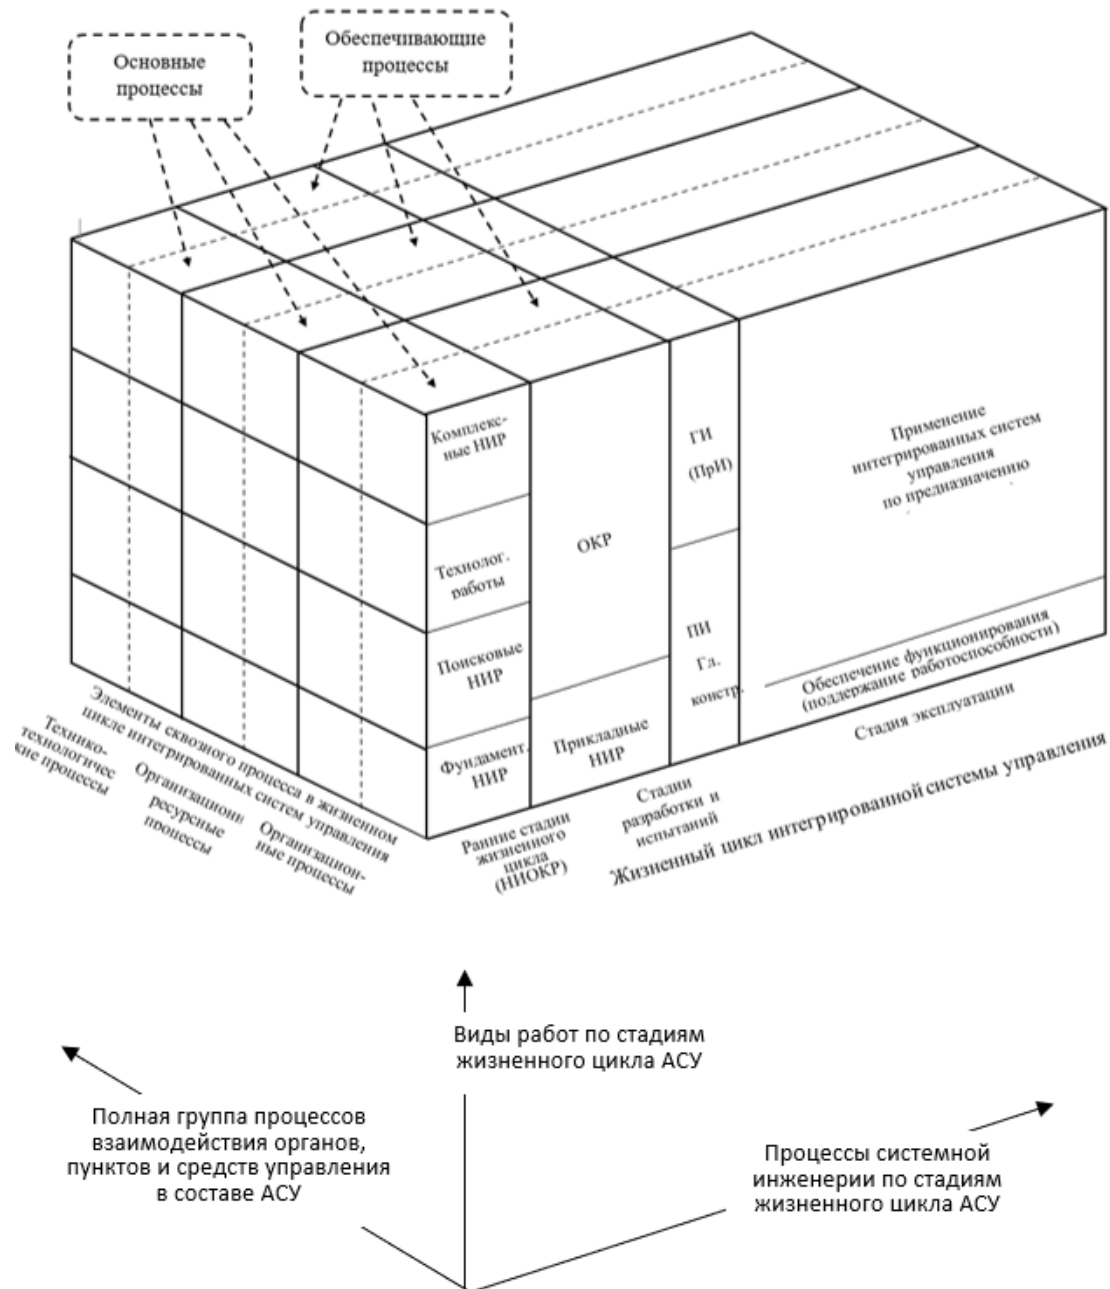 Основные
процессы
Обеспечивающие
процессы
Комплекс-
ные НИР
Технолог.
работы
Поисковые
НИР
Фундамент.
НИР
ОКР
Прикладные
НИР
ГИ
(ПрИ)
ПИ
Гл.
констр.
Применение
интегрированных систем
управления
по предназначению
Обеспечение функционирования
(поддержание работоспособности)
Элементы сквозного процесса в жизненном
цикле интегрированных систем управления
Технико-
технологичес
кие процессы
Организационн
ресурсные
процессы
Организацион-
ные процессы
Ранние стадии
жизненного
цикла
(НИОКР)
Стадии
разработки и
испытаний
Стадия эксплуатации
Жизненный цикл интегрированной системы управления
Виды работ по стадиям
жизненного цикла АСУ
Полная группа процессов
взаимодействия органов,
пунктов и средств управления
в составе АСУ
Процессы системной
инженерии по стадиям
жизненного цикла АСУ